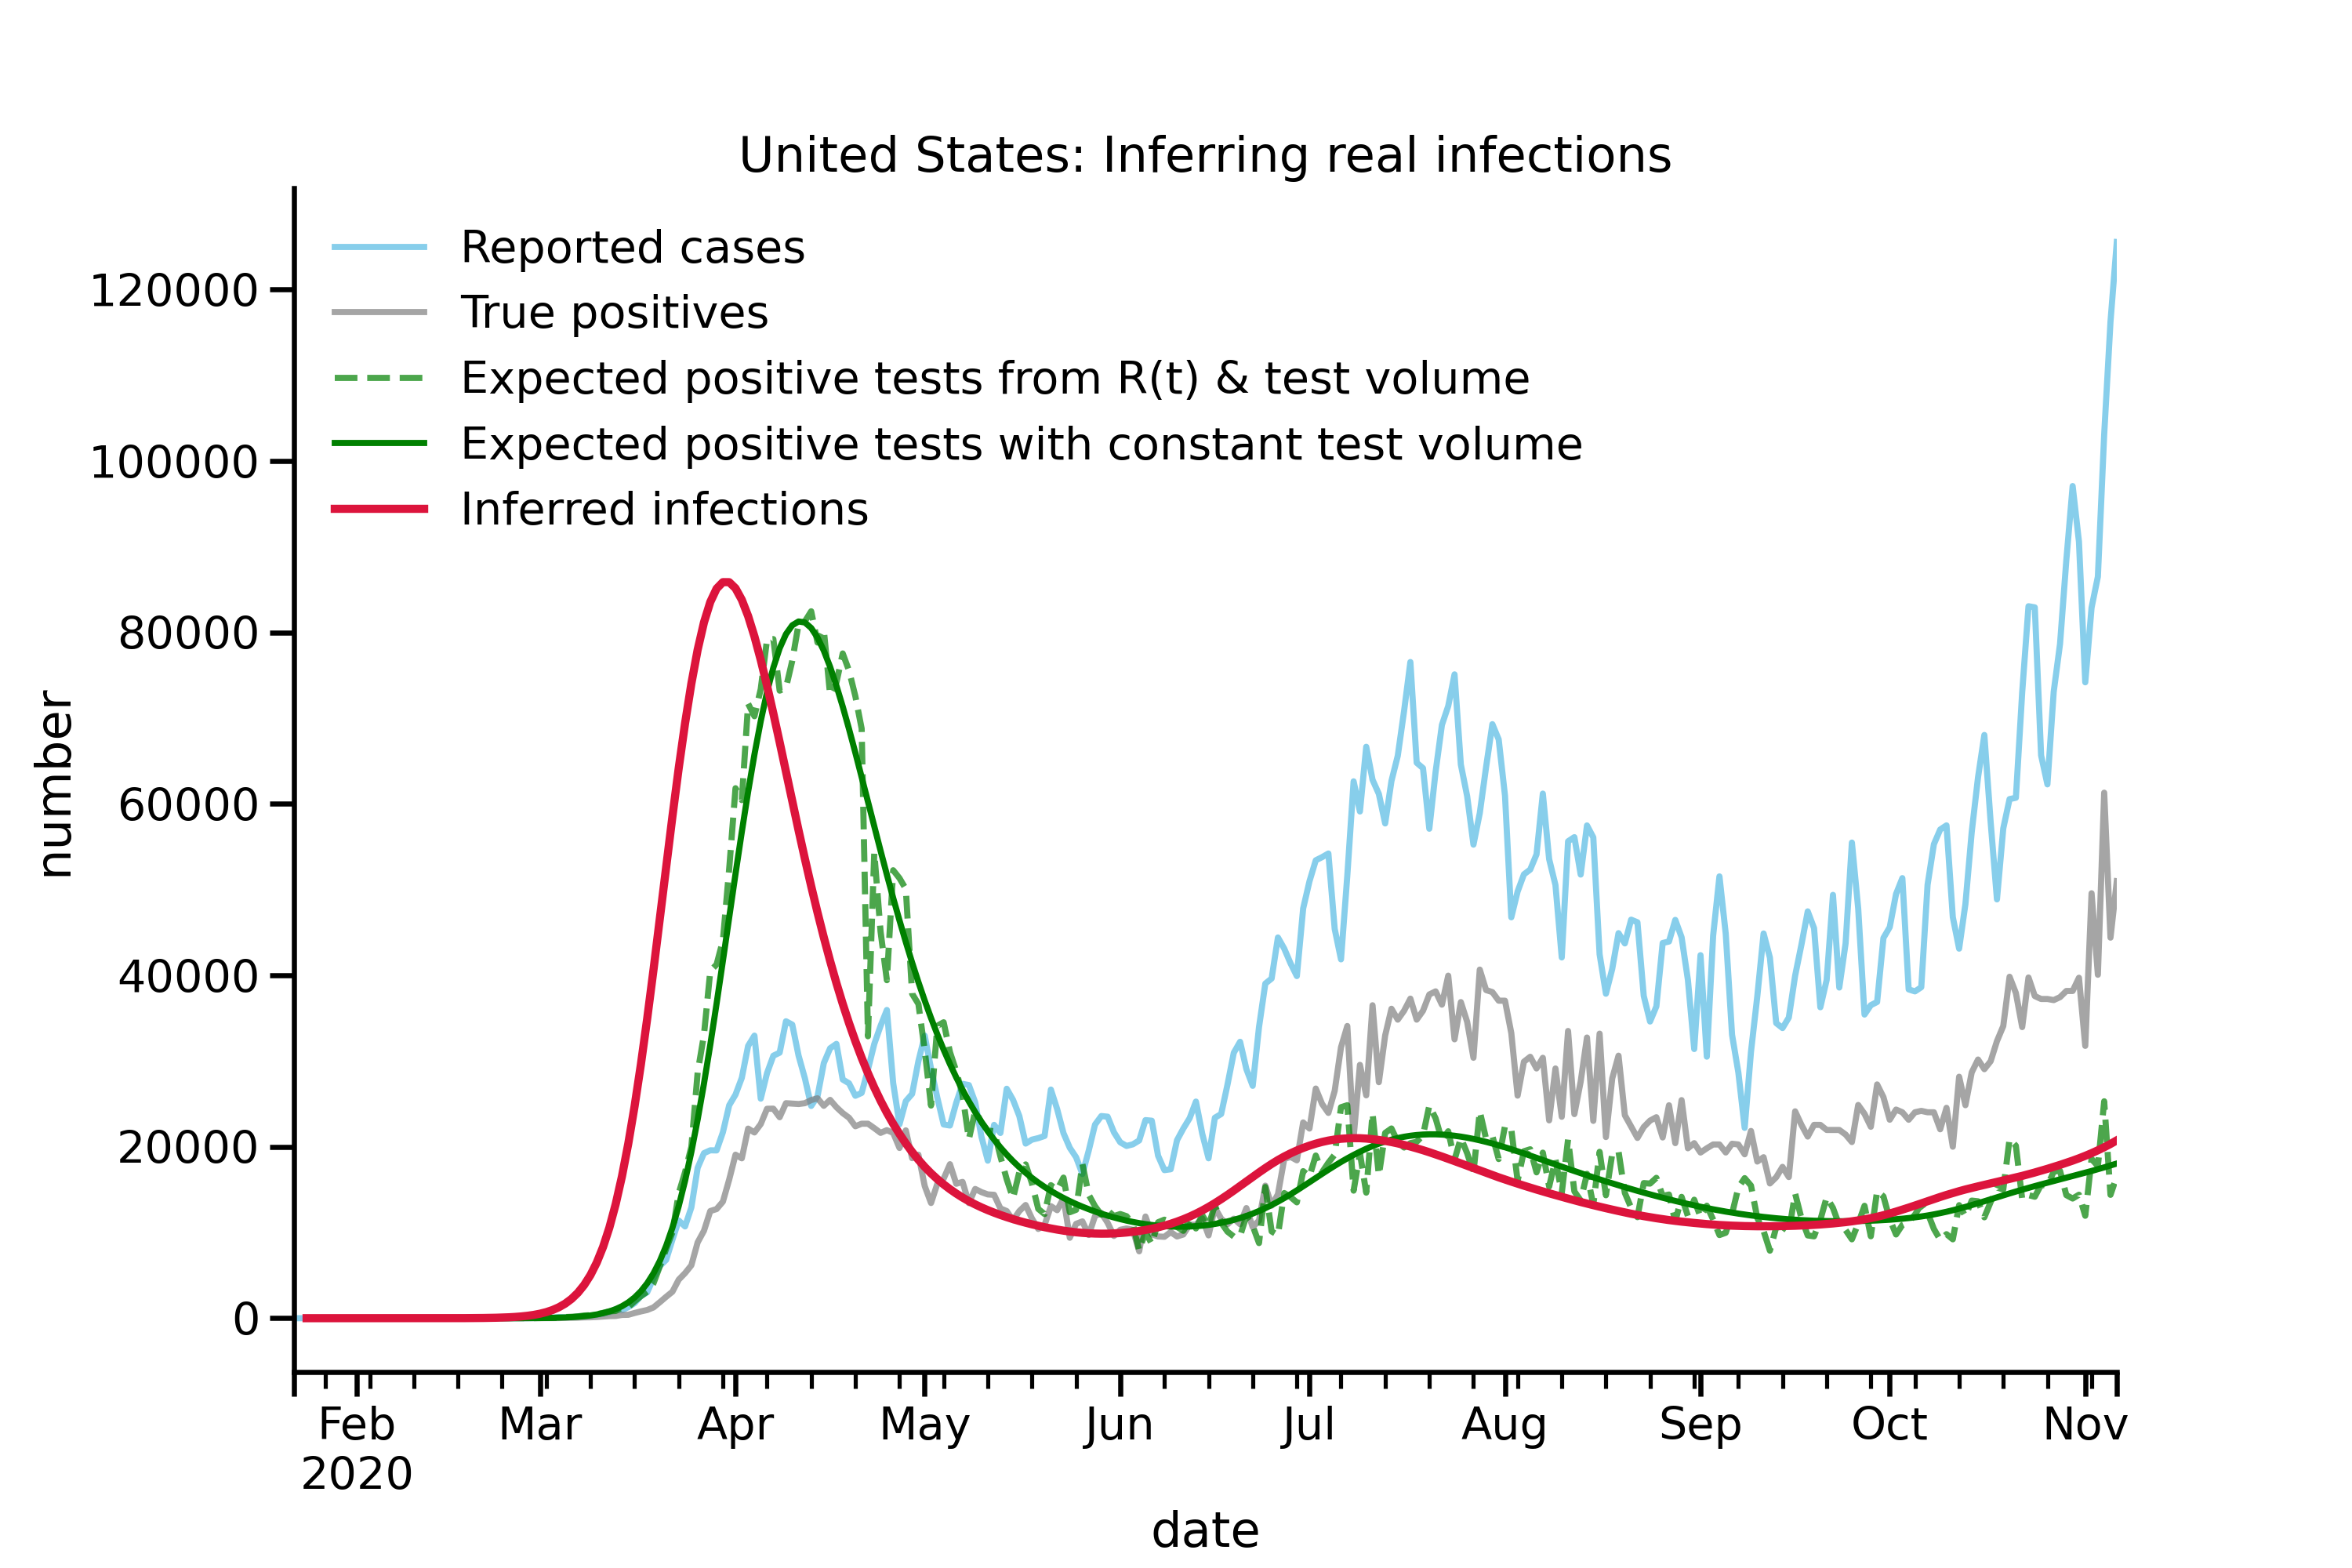 United States: Inferring real infections
Reported cases
True positives
Expected positive tests from R(t) & test volume
Expected positive tests with constant test volume
Inferred infections
120000
100000
80000
60000
40000
20000
0
number
Feb Mar Apr May Jun Jul Aug Sep Oct Nov
2020
date